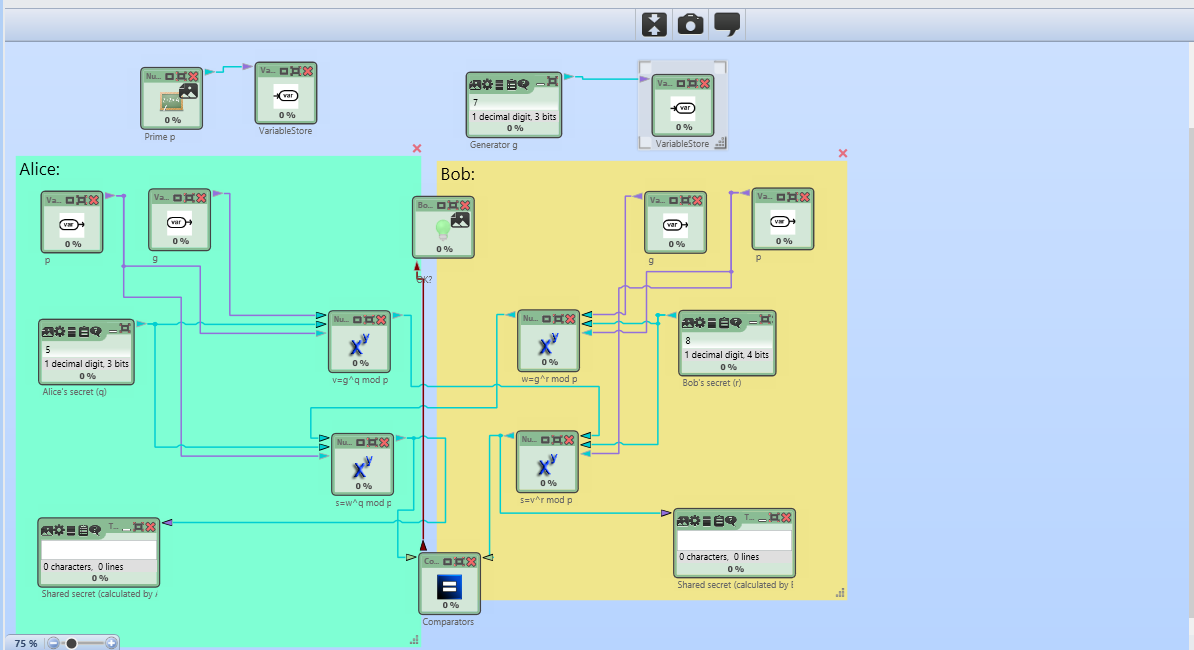 Nu...
Va...
7
Va...
1 decimal digit, 3 bits
0 %
0 %
0 %
0 %
Prime p
VariableStore
Generator g
VariableStore
Alice:
Bob:
Va...
Va...
Bo...
Va...
Va...
var
var
var
var
0 %
0 %
0 %
0 %
0 %
p
g
g
p
OK?
Nu...
Nu...
5
1 decimal digit, 3 bits
0 %
Alice's secret (q)
X^y
0 %
v=g^q mod p
X^y
0 %
w=g^r mod p
8
1 decimal digit, 4 bits
0 %
Bob's secret (r)
Nu...
Nu...
X^y
X^y
0 %
0 %
s=w^q mod p
s=v^r mod p
T...
0 characters, 0 lines
0 %
Shared secret (calculated by
T...
0 characters, 0 lines
0 %
Shared secret (calculated by
Co...
=
0 %
Comparators
75 %